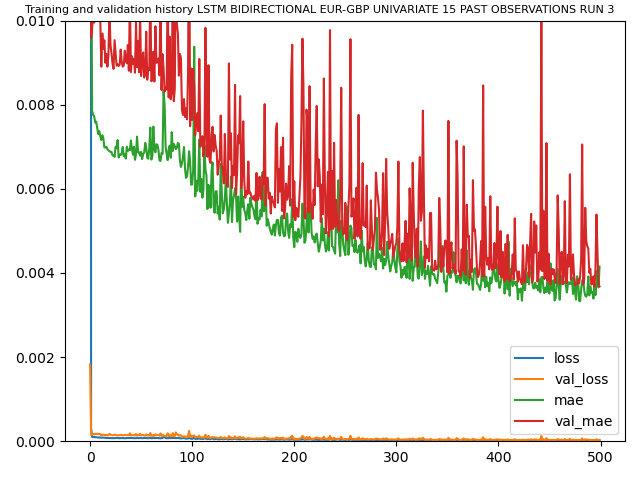 Training and validation history LSTM BIDIRECTIONAL EUR-GBP UNIVARIATE 15 PAST OBSERVATIONS RUN 3
0.010
0.008
0.006
0.004
0.002
0.000
loss
val_loss
mae
val_mae
0 100 200 300 400 500